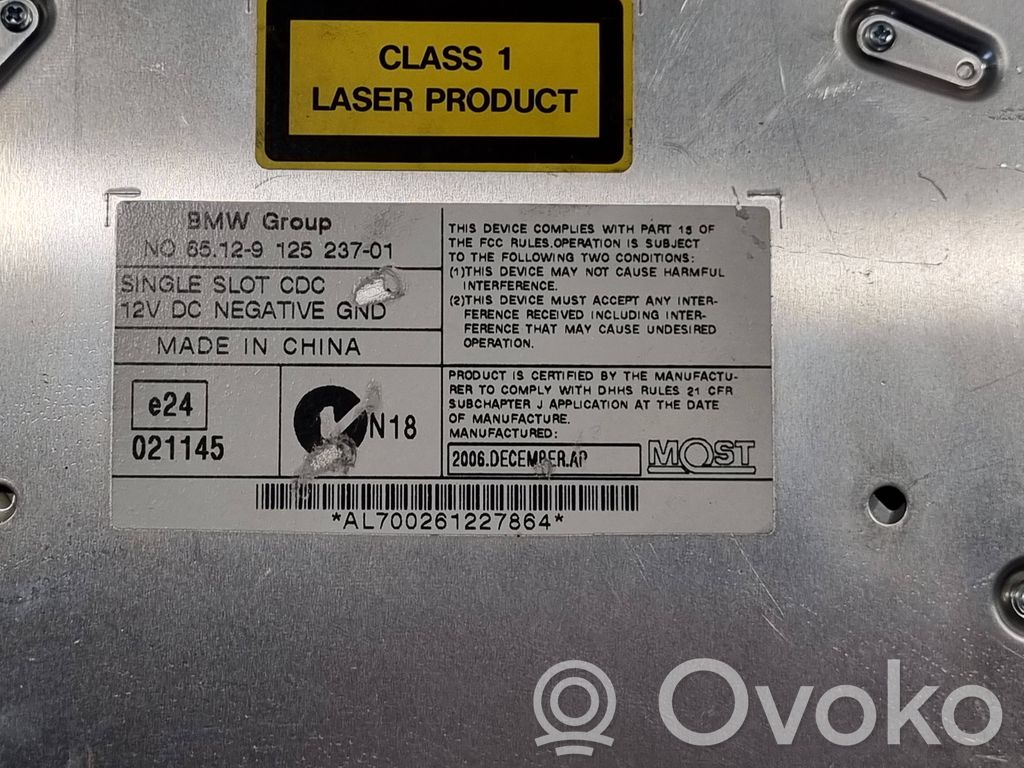 CLASS 1
LASER PRODUCT
BMW Group
NO 65.12-9 125 237-01
SINGLE SLOT CDC
12V DC NEGATIVE GND
MADE IN CHINA
e24
021145
N18
THIS DEVICE COMPLIES WITH PART 15 OF
THE FCC RULES.OPERATION IS SUBJECT
TO THE FOLLOWING TWO CONDITIONS:
(1)THIS DEVICE MAY NOT CAUSE HARMFUL
INTERFERENCE.
(2)THIS DEVICE MUST ACCEPT ANY INTER-
FERENCE RECEIVED INCLUDING INTER-
FERENCE THAT MAY CAUSE UNDESIRED
OPERATION.
PRODUCT IS CERTIFIED BY THE MANUFACTU-
RER TO COMPLY WITH DHHS RULES 21 CFR
SUBCHAPTER J APPLICATION AT THE DATE
OF MANUFACTURE.
MANUFACTURED:
2006.DECEMBER.AP
MOST
*AL700261227864*
Ovoko